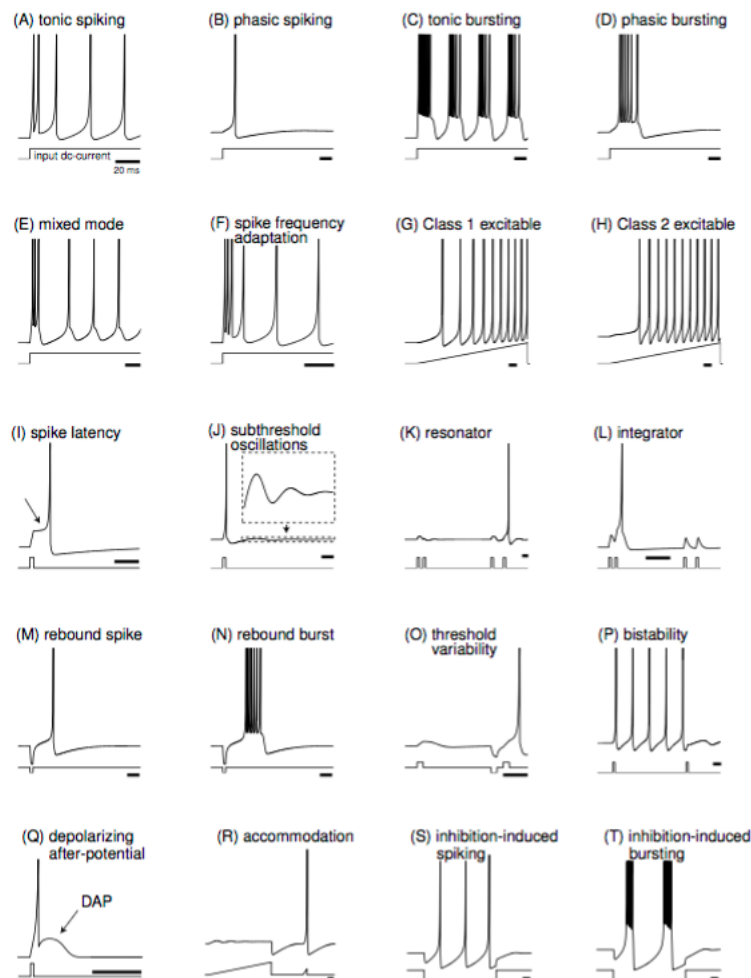 (A) tonic spiking
(B) phasic spiking
(C) tonic bursting
(D) phasic bursting
input dc-current
20 ms
(E) mixed mode
(F) spike frequency
adaptation
(G) Class 1 excitable
(H) Class 2 excitable
(I) spike latency
(J) subthreshold
oscillations
(K) resonator
(L) integrator
(M) rebound spike
(N) rebound burst
(O) threshold
variability
(P) bistability
(Q) depolarizing
after-potential
DAP
(R) accommodation
(S) inhibition-induced
spiking
(T) inhibition-induced
bursting